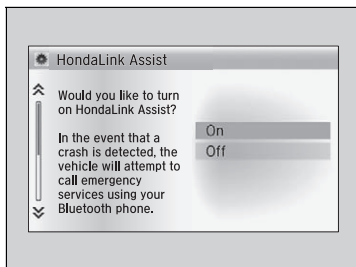 HondaLink Assist
Would you like to turn
on HondaLink Assist?
In the event that a
crash is detected, the
vehicle will attempt to
call emergency
services using your
Bluetooth phone.
On
Off